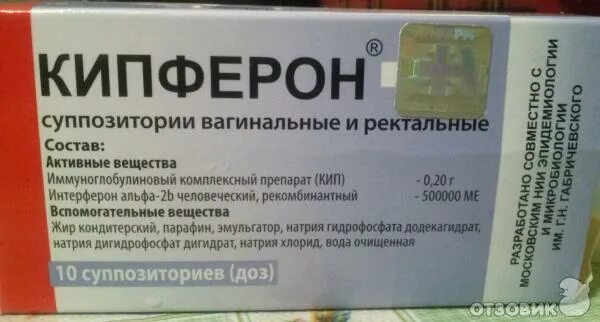 КИПФЕРОН®
суппозитории вагинальные и ректальные
Состав:
Активные вещества
Иммуноглобулиновый комплексный препарат (КИП) - 0,20 г
Интерферон альфа-2b человеческий, рекомбинантный - 500000 МЕ
Вспомогательные вещества
Жир кондитерский, парафин, эмульгатор, натрия гидрофосфата додекагидрат,
натрия дигидрофосфат дигидрат, натрия хлорид, вода очищенная
10 суппозиториев (доз)
РАЗРАБОТАНО СОВМЕСТНО С
МОСКОВСКИМ НИИ ЭПИДЕМИОЛОГИИ
И МИКРОБИОЛОГИИ
ИМ. Г.Н. ГАБРИЧЕВСКОГО
ОТЗОВИК